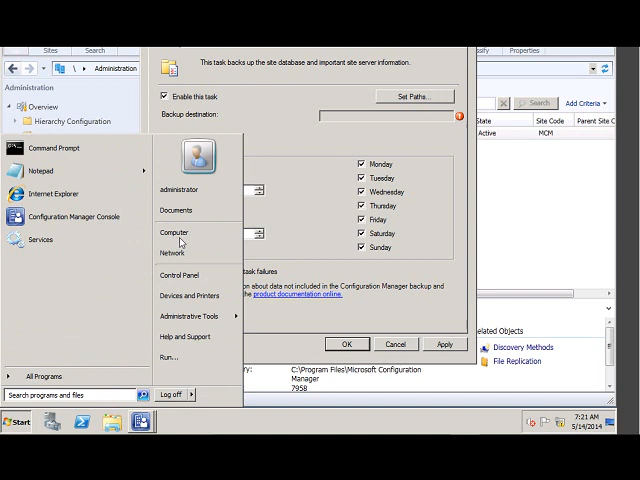 Sites
Search
ssify
Properties
Administration
Administration
Overview
Hierarchy Configuration
This task backs up the site database and important site server information.
Enable this task
Set Paths...
Backup destination:
Search
Add Criteria
State
Site Code
Parent Site C
Active
MCM
Command Prompt
Notepad
Internet Explorer
Configuration Manager Console
Services
administrator
Documents
Computer
Network
Control Panel
Devices and Printers
Administrative Tools
Help and Support
Run...
Monday
Tuesday
Wednesday
Thursday
Friday
Saturday
Sunday
task failures
on about data not included in the Configuration Manager backup and
the product documentation online.
OK
Cancel
Apply
elated Objects
Discovery Methods
File Replication
ry:
C:\Program Files\Microsoft Configuration
Manager
7958
All Programs
Search programs and files
Log off
Start
7:21 AM
5/14/2014